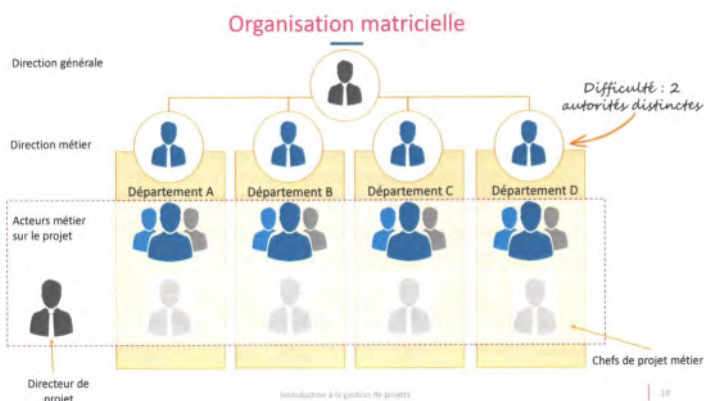 Organisation matricielle
Direction générale
Difficulté : 2
autorités distinctes
Direction métier
Département A
Département B
Département C
Département D
Acteurs métier
sur le projet
Chefs de projet métier
Directeur de
projet
Introduction à la gestion de projets
18